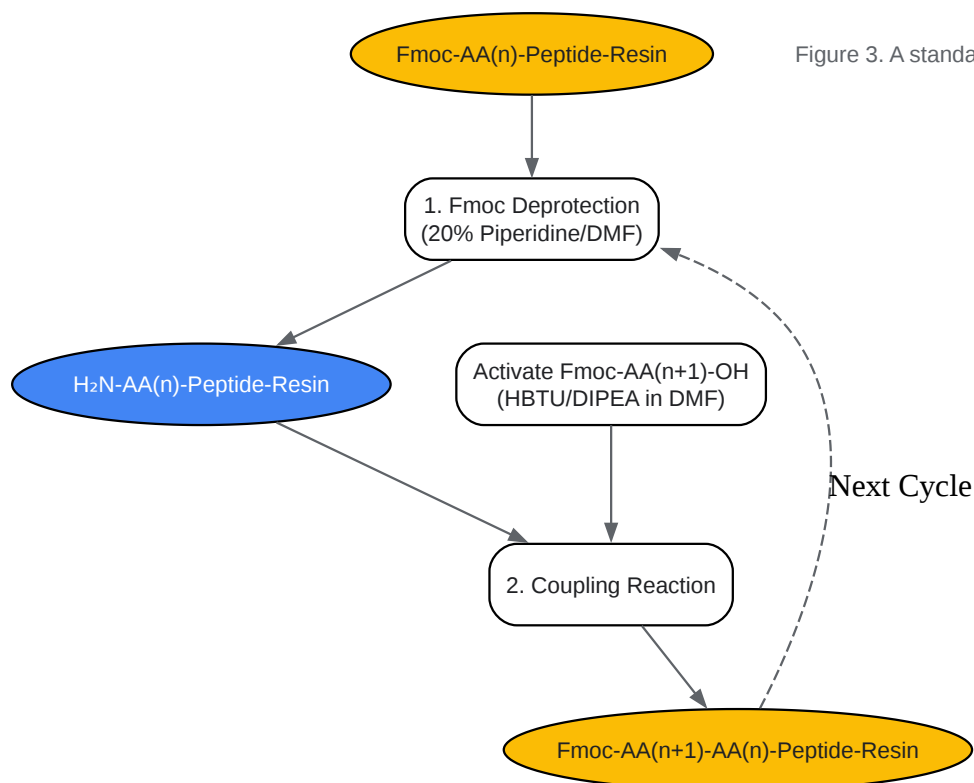 Fmoc-AA(n)-Peptide-Resin
Figure 3. A standa
1. Fmoc Deprotection
(20% Piperidine/DMF)
H₂N-AA(n)-Peptide-Resin
Activate Fmoc-AA(n+1)-OH
(HBTU/DIPEA in DMF)
Next Cycle
2. Coupling Reaction
Fmoc-AA(n+1)-AA(n)-Peptide-Resin